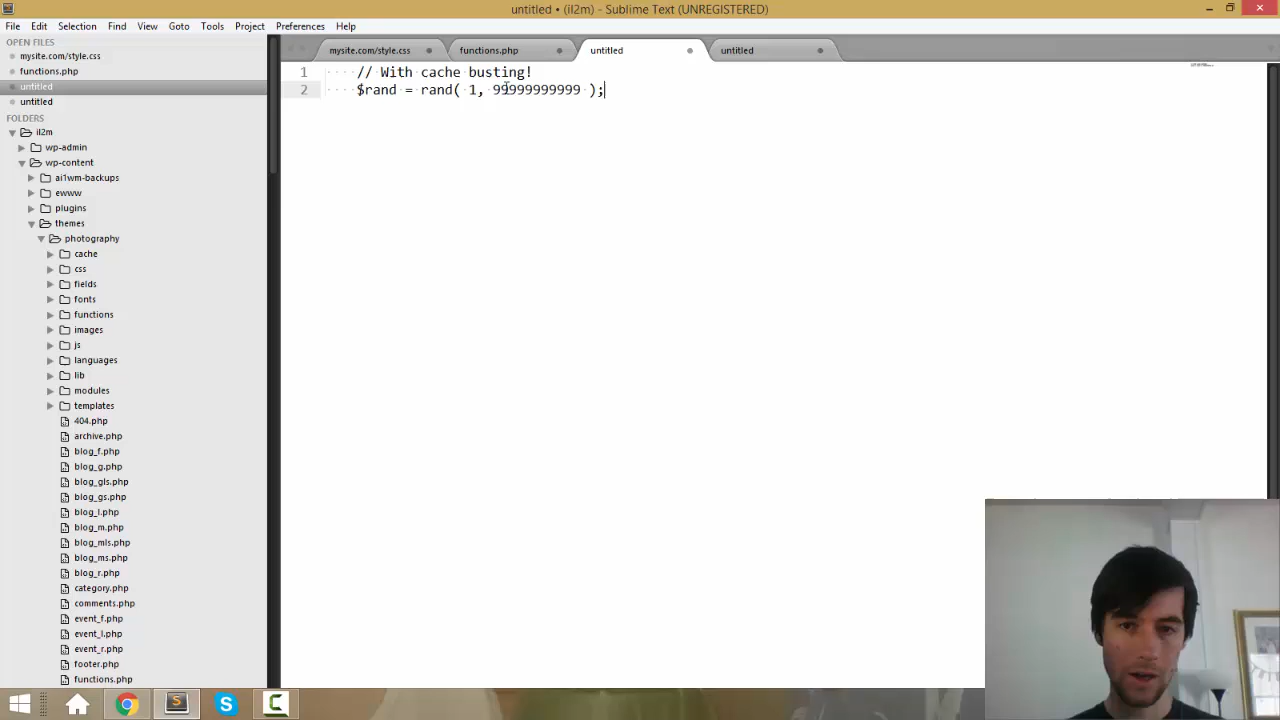 untitled • (il2m) - Sublime Text (UNREGISTERED)
File Edit Selection Find View Goto Tools Project Preferences Help
OPEN FILES
mysite.com/style.css
functions.php
untitled
untitled
FOLDERS
il2m
wp-admin
wp-content
ai1wm-backups
ewww
plugins
themes
photography
cache
css
fields
fonts
functions
images
js
languages
lib
modules
templates
404.php
archive.php
blog_f.php
blog_g.php
blog_gls.php
blog_gs.php
blog_l.php
blog_m.php
blog_mls.php
blog_ms.php
blog_r.php
category.php
comments.php
event_f.php
event_l.php
event_r.php
footer.php
functions.php
mysite.com/style.css functions.php untitled untitled
1 // With cache busting!
2 $rand = rand( 1, 99999999999 );